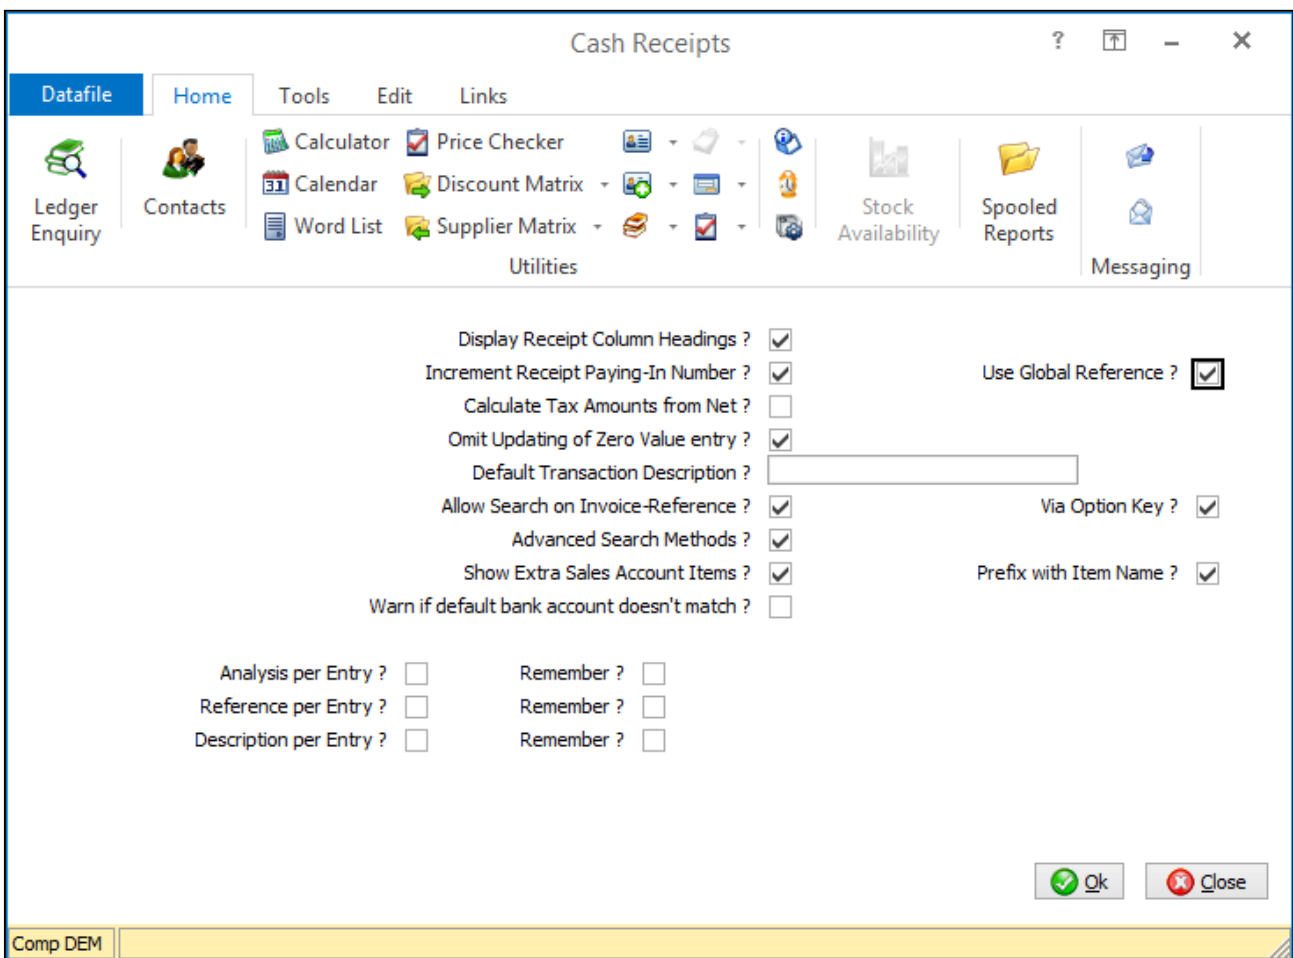 Cash Receipts ?
Datafile Home Tools Edit Links
Calculator Price Checker
31 Calendar Discount Matrix
Word List Supplier Matrix
Ledger Enquiry
Contacts
Stock Availability
Spooled Reports
Utilities Messaging
Display Receipt Column Headings ?
Increment Receipt Paying-In Number ? Use Global Reference ?
Calculate Tax Amounts from Net ?
Omit Updating of Zero Value entry ?
Default Transaction Description ?
Allow Search on Invoice-Reference ? Via Option Key ?
Advanced Search Methods ?
Show Extra Sales Account Items ? Prefix with Item Name ?
Warn if default bank account doesn't match ?
Analysis per Entry ? Remember ?
Reference per Entry ? Remember ?
Description per Entry ? Remember ?
Ok Close
Comp DEM